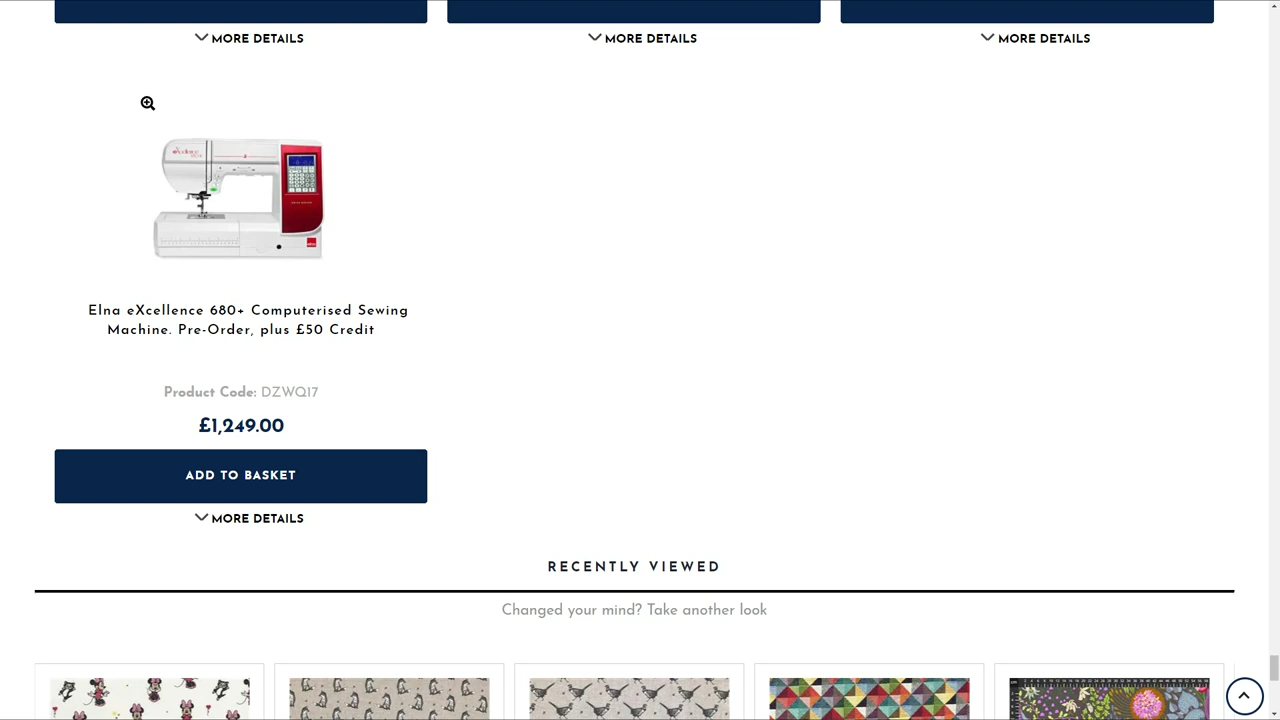 MORE DETAILS
MORE DETAILS
MORE DETAILS
Elna eXcellence 680+ Computerised Sewing
Machine. Pre-Order, plus £50 Credit
Product Code: DZWQ17
£1,249.00
ADD TO BASKET
MORE DETAILS
RECENTLY VIEWED
Changed your mind? Take another look